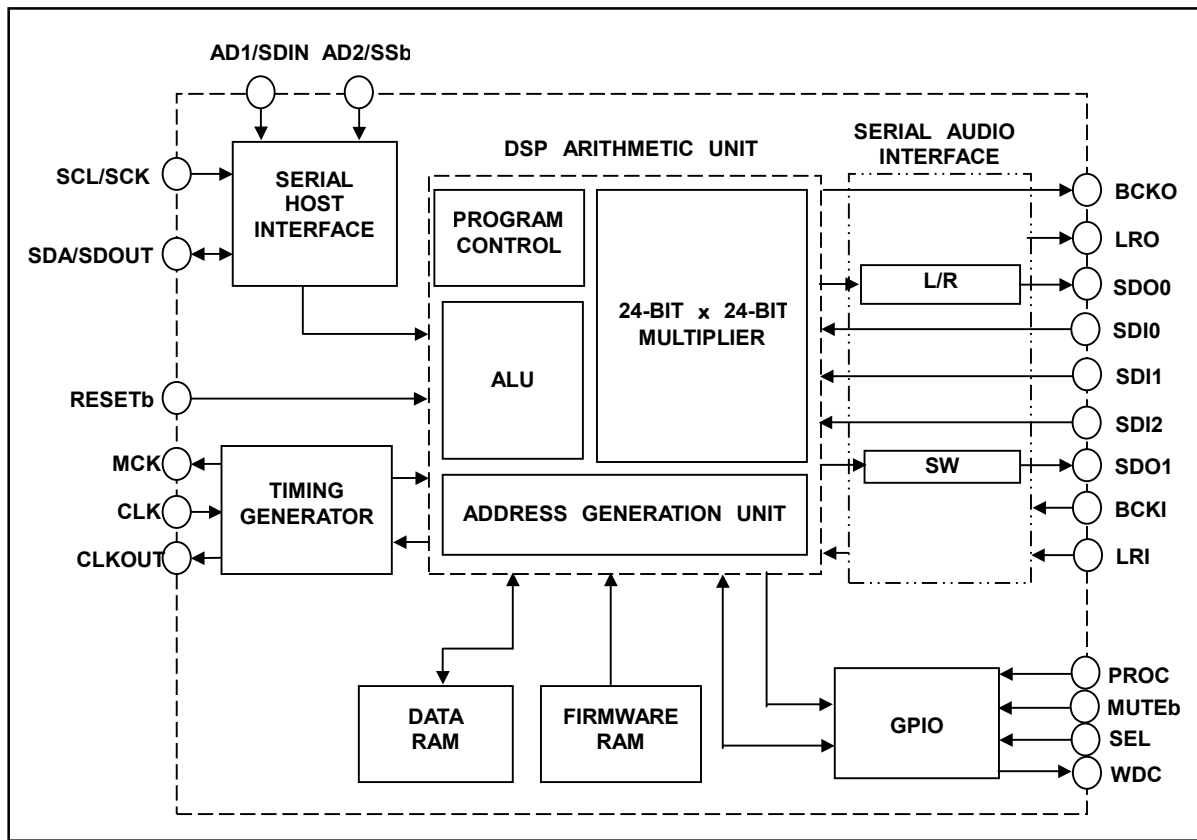 AD1/SDIN AD2/SSb
SCL/SCK
SDA/SDOUT
RESETb
MCK
CLK
CLKOUT
SERIAL
HOST
INTERFACE
TIMING
GENERATOR
DSP ARITHMETIC UNIT
PROGRAM
CONTROL
ALU
24-BIT x 24-BIT
MULTIPLIER
ADDRESS GENERATION UNIT
DATA
RAM
FIRMWARE
RAM
SERIAL AUDIO
INTERFACE
L/R
SW
GPIO
BCKO
LRO
SDO0
SDI0
SDI1
SDI2
SDO1
BCKI
LRI
PROC
MUTEb
SEL
WDC